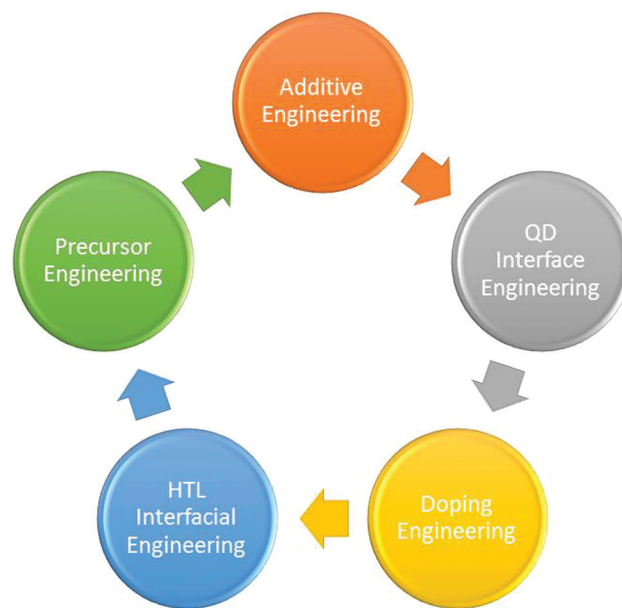 Additive
Engineering
QD
Interface
Engineering
Doping
Engineering
HTL
Interfacial
Engineering
Precursor
Engineering